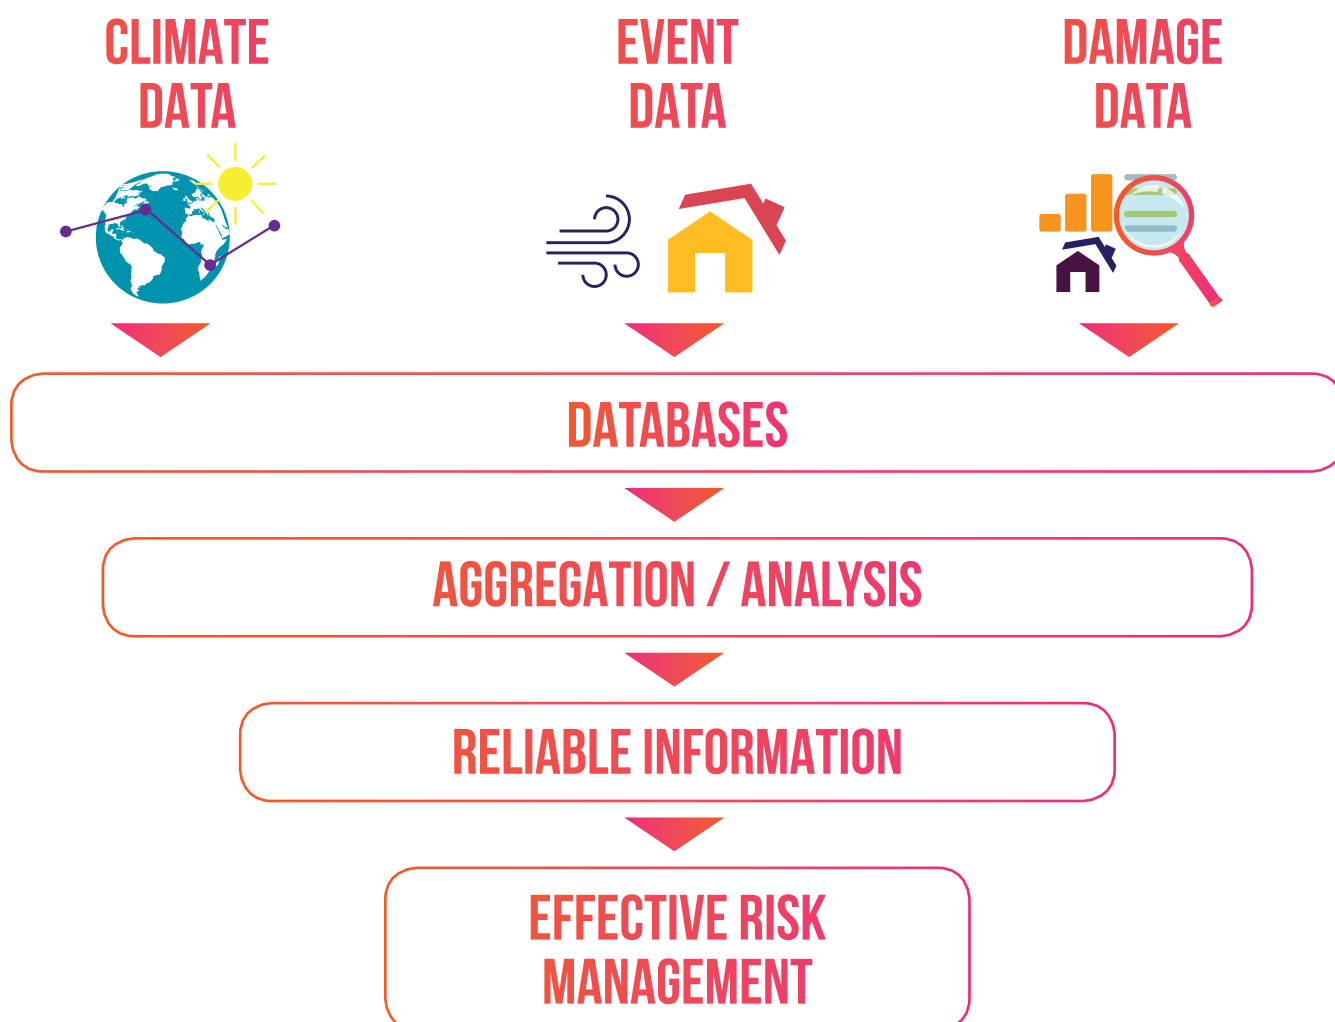 CLIMATE
DATA
EVENT
DATA
DAMAGE
DATA
DATABASES
AGGREGATION / ANALYSIS
RELIABLE INFORMATION
EFFECTIVE RISK
MANAGEMENT